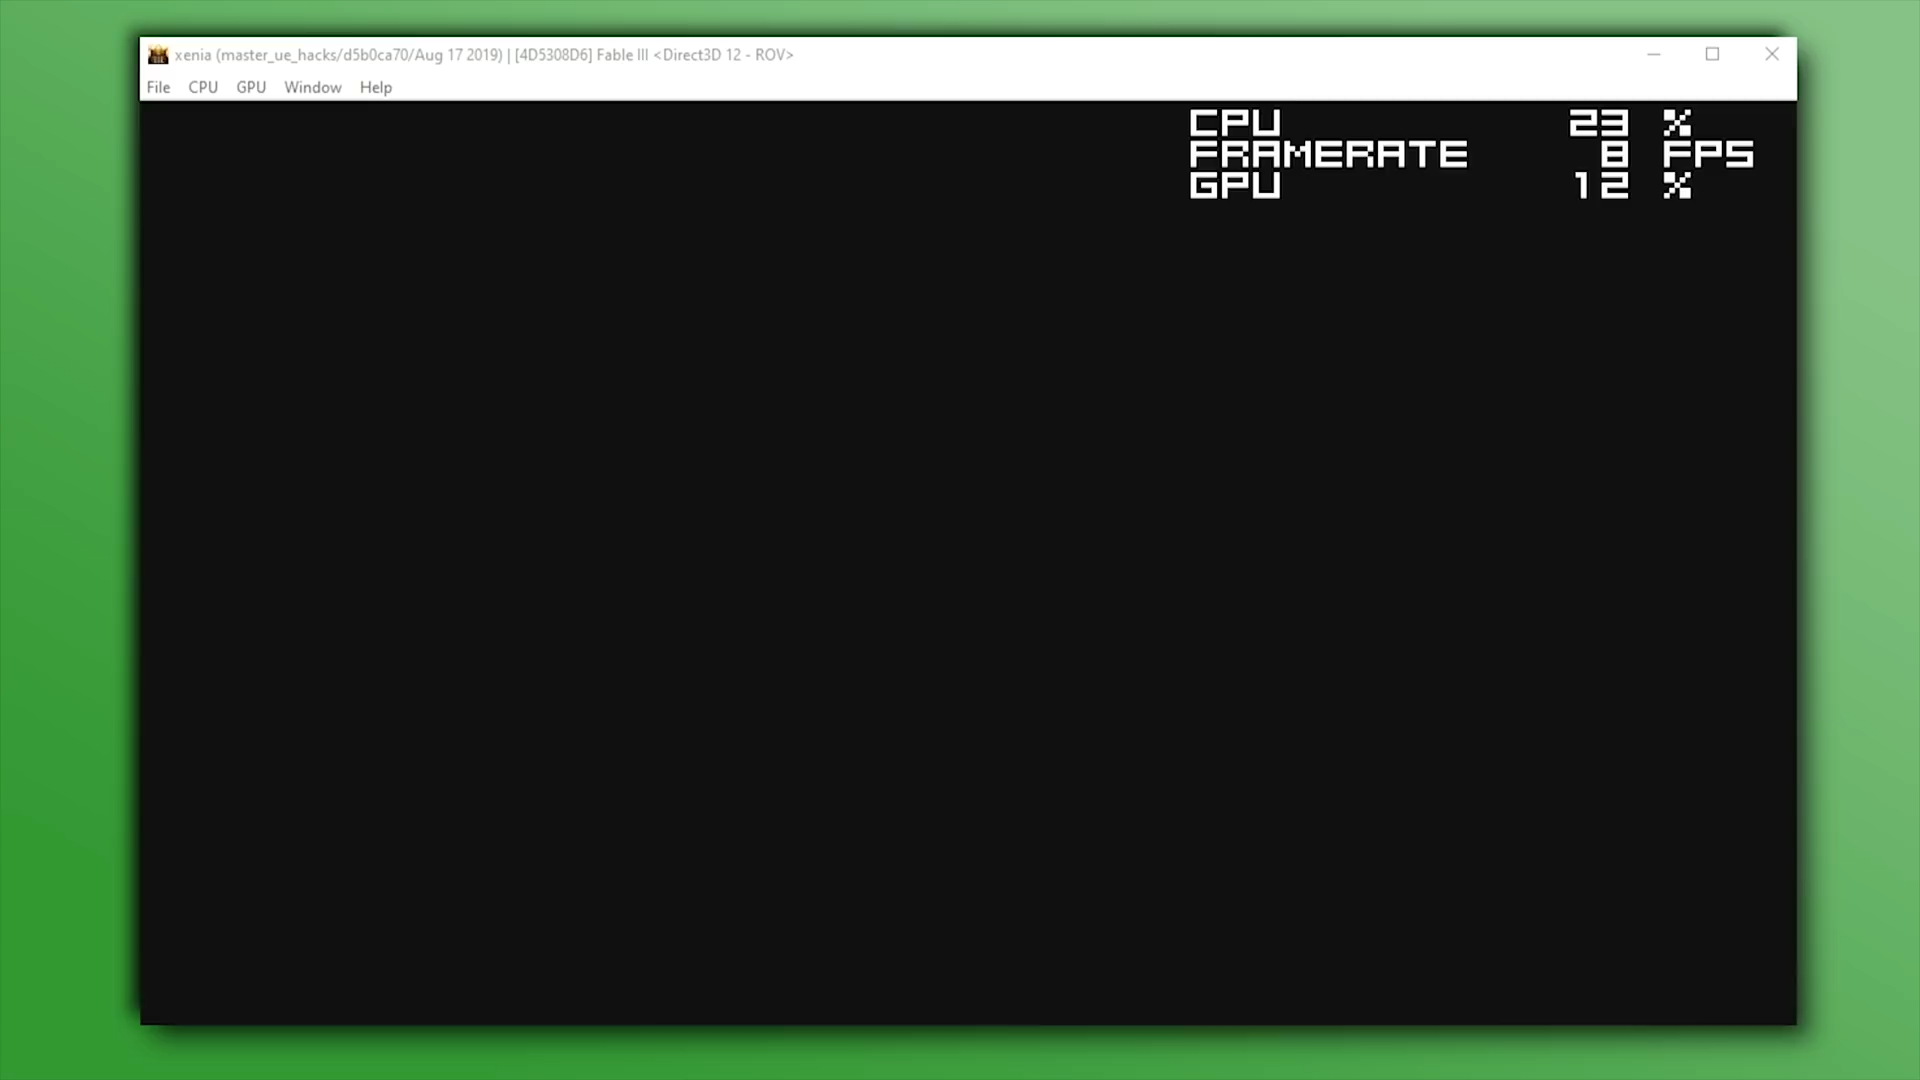 xenia (master_ue_hacks/d5b0ca70/Aug 17 2019) | [4D5308D6] Fable III <Direct3D 12 - ROV>
File CPU GPU Window Help
CPU 23 %
FRAMERATE 8 FPS
GPU 12 %